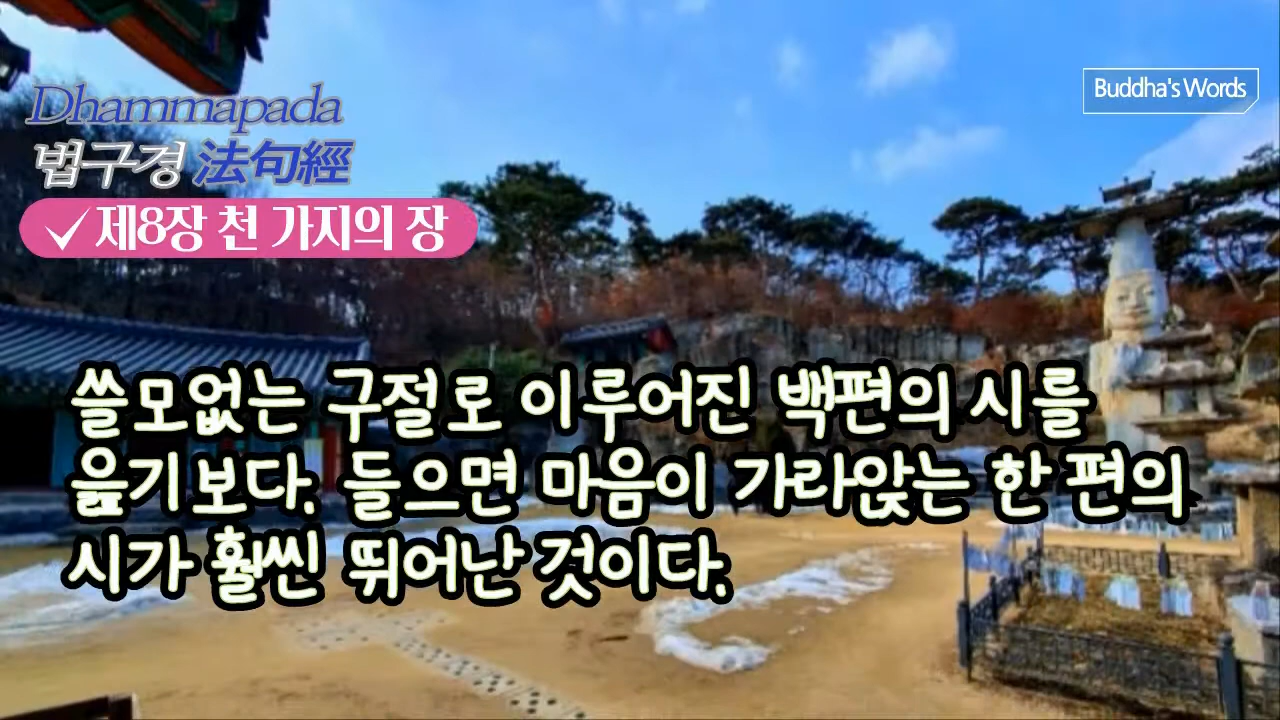 Dhammapada
법구경 法句經
제8장 천 가지의 장
Buddha's Words
쓸모없는 구절로 이루어진 백편의 시를
읊기보다. 들으면 마음이 가라앉는 한 편의
시가 훨씬 뛰어난 것이다.